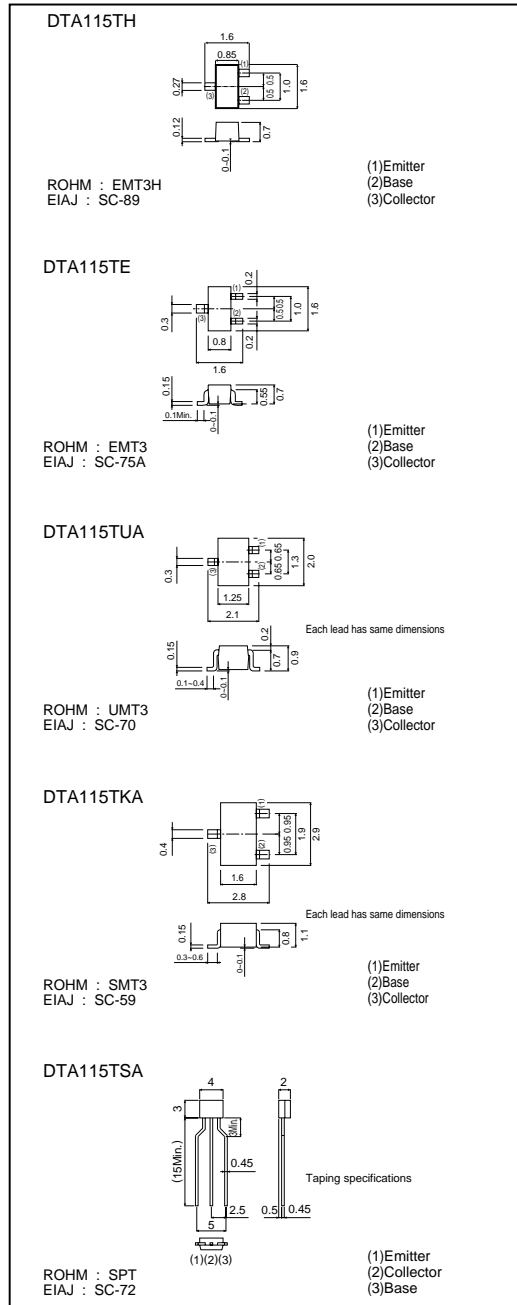 DTA115TH
1.6
0.85
(1)
0.27
0.5
0.5
1.0
1.6
(3)
(2)
0.12
0.7
0~0.1
ROHM : EMT3H
EIAJ : SC-89
(1)Emitter
(2)Base
(3)Collector
DTA115TE
0.2
(1)
0.3
0.5
0.5
1.0
1.6
(3)
(2)
0.8
0.2
1.6
0.15
0.55
0.7
0.1Min.
0~0.1
ROHM : EMT3
EIAJ : SC-75A
(1)Emitter
(2)Base
(3)Collector
DTA115TUA
(1)
0.3
0.65
0.65
1.3
2.0
(3)
(2)
1.25
2.1
0.2
Each lead has same dimensions
0.15
0.7
0.9
0.1~0.4
0~0.1
ROHM : UMT3
EIAJ : SC-70
(1)Emitter
(2)Base
(3)Collector
DTA115TKA
(1)
0.4
0.95
0.95
1.9
2.9
(3)
(2)
1.6
2.8
Each lead has same dimensions
0.15
0.8
1.1
0.3~0.6
0~0.1
ROHM : SMT3
EIAJ : SC-59
(1)Emitter
(2)Base
(3)Collector
DTA115TSA
4
2
3
3Min.
(15Min.)
0.45
Taping specifications
2.5
0.5
0.45
5
(1)(2)(3)
ROHM : SPT
EIAJ : SC-72
(1)Emitter
(2)Collector
(3)Base